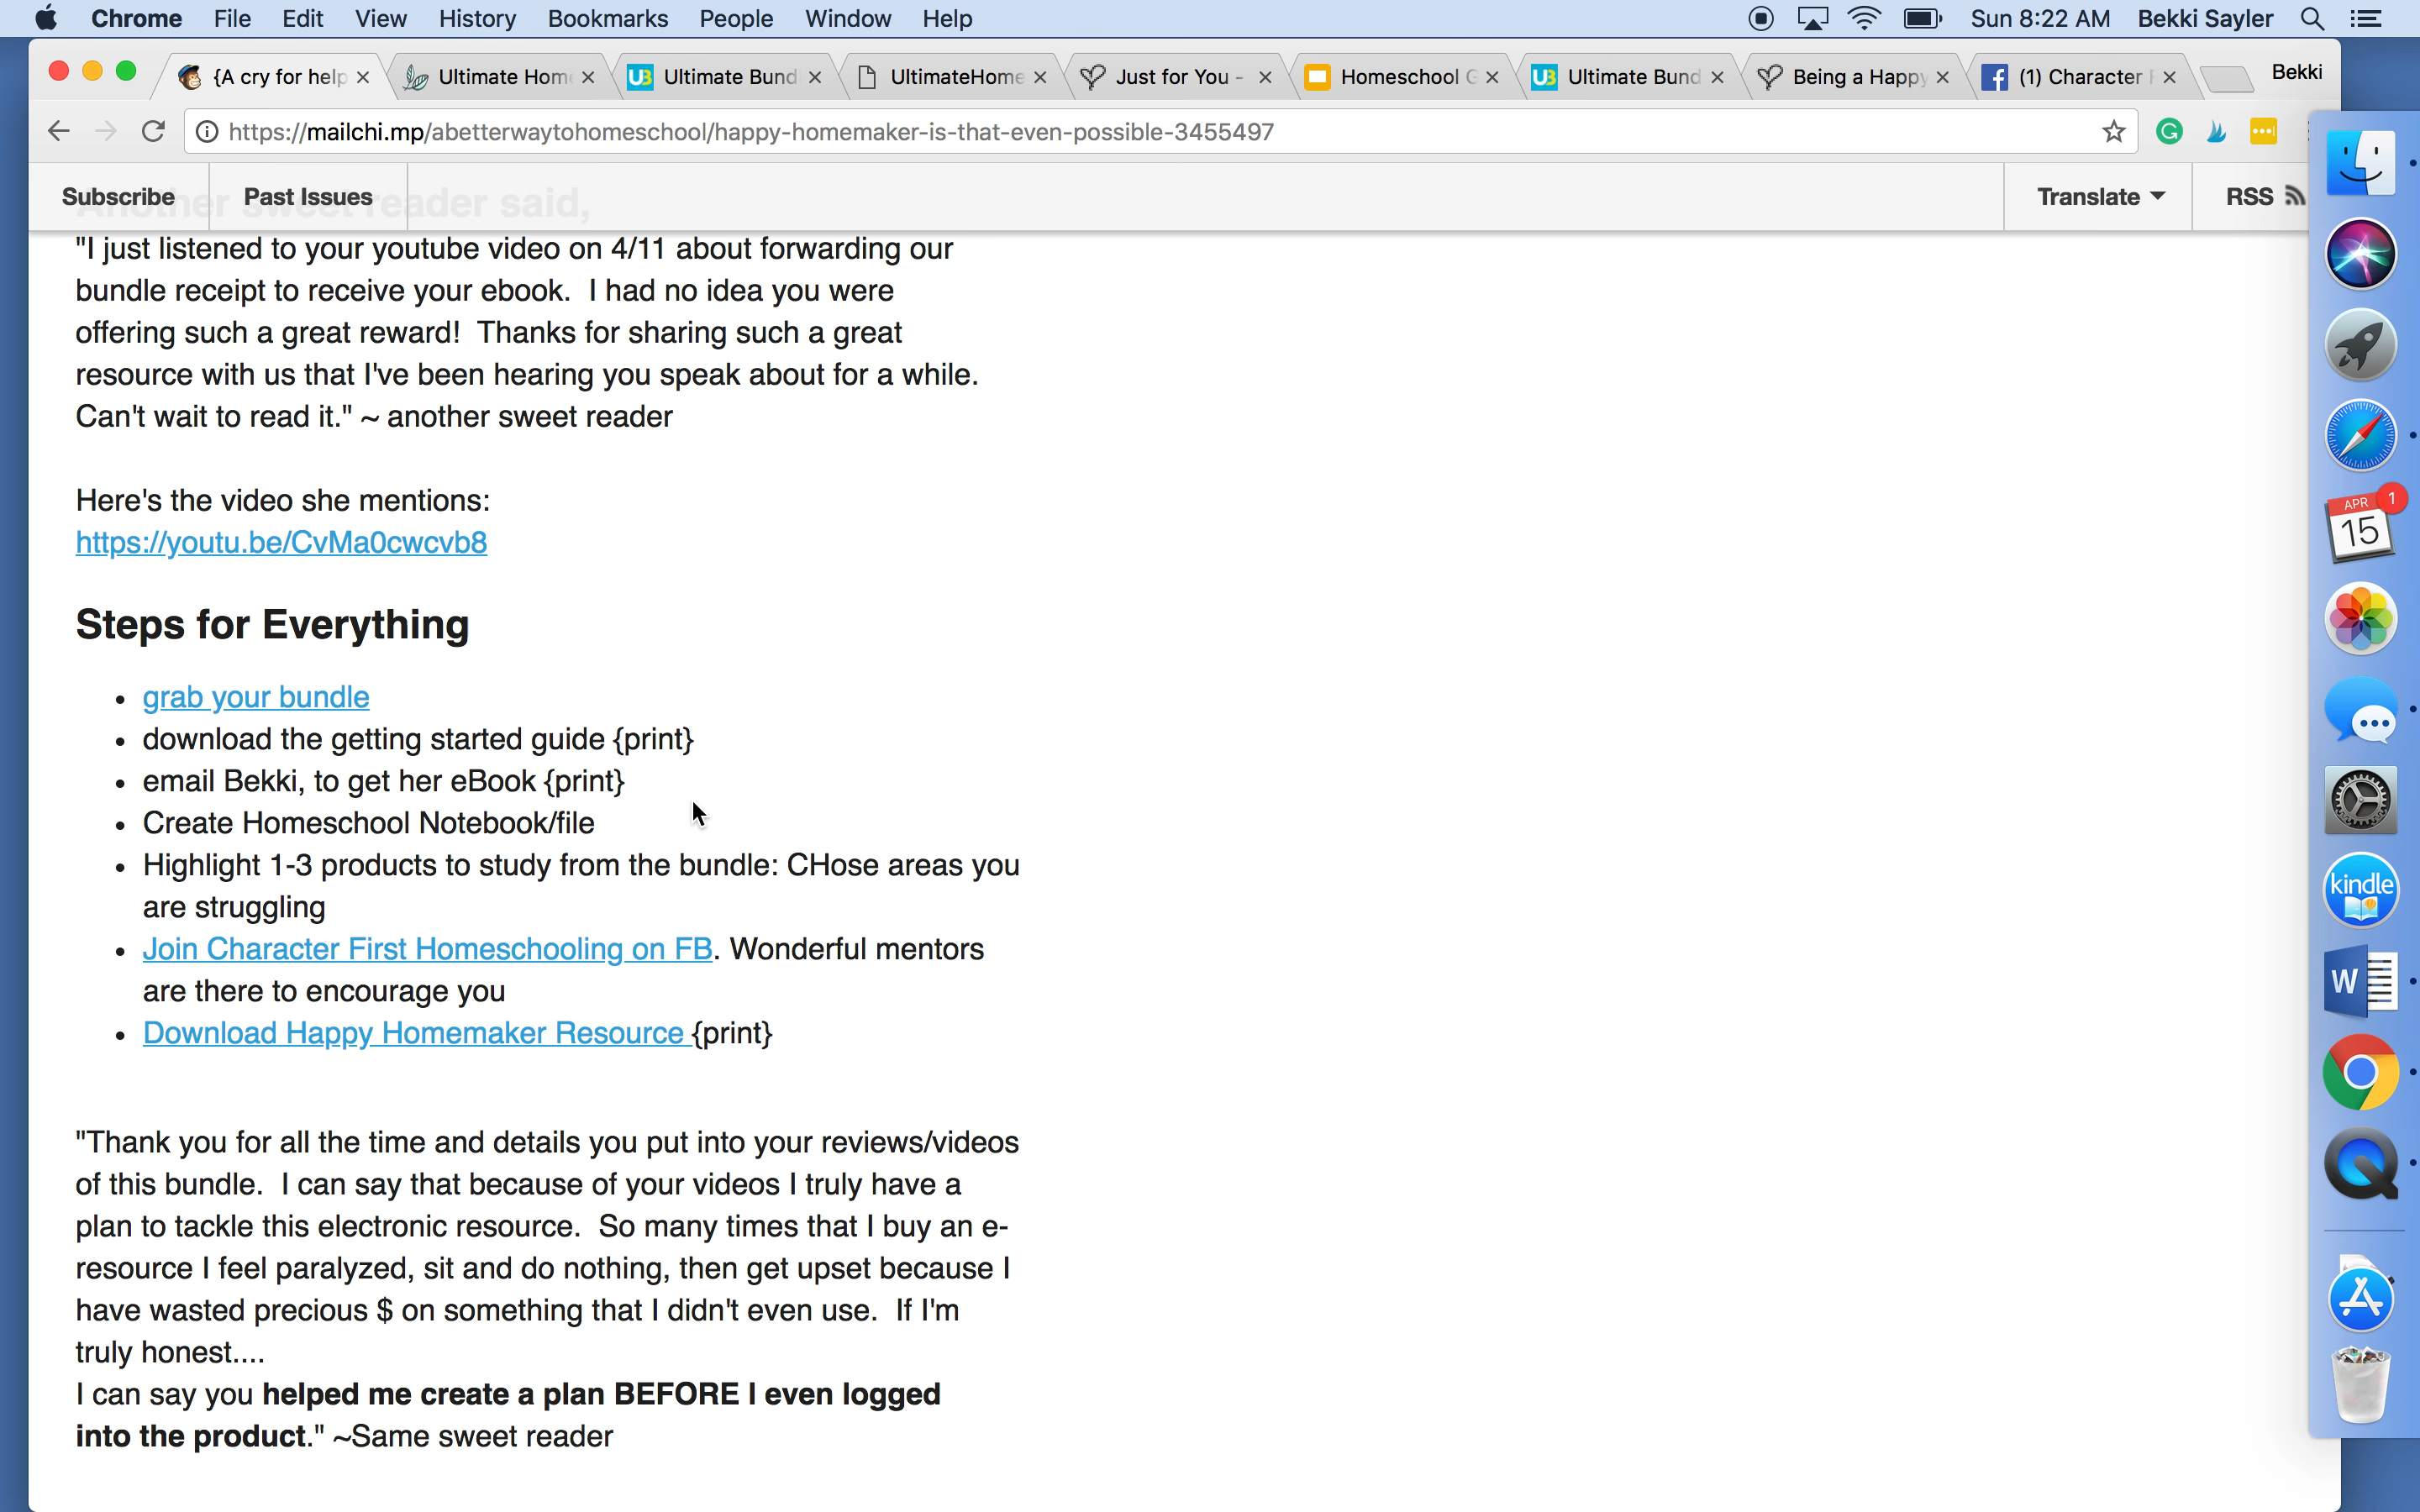 Chrome File Edit View History Bookmarks People Window Help Sun 8:22 AM Bekki Sayler
{A cry for help Ultimate Hom Ultimate Bund UltimateHome Just for You - Homeschool G Ultimate Bund Being a Happy (1) Character F Bekki
https://mailchi.mp/abetterwaytohomeschool/happy-homemaker-is-that-even-possible-3455497
Subscribe Past Issues Translate RSS
Another sweet reader said,
"I just listened to your youtube video on 4/11 about forwarding our
bundle receipt to receive your ebook. I had no idea you were
offering such a great reward! Thanks for sharing such a great
resource with us that I've been hearing you speak about for a while.
Can't wait to read it." ~ another sweet reader
Here's the video she mentions:
https://youtu.be/CvMa0cwcvb8
Steps for Everything
• grab your bundle
• download the getting started guide {print}
• email Bekki, to get her eBook {print}
• Create Homeschool Notebook/file
• Highlight 1-3 products to study from the bundle: CHose areas you
are struggling
• Join Character First Homeschooling on FB. Wonderful mentors
are there to encourage you
• Download Happy Homemaker Resource {print}
"Thank you for all the time and details you put into your reviews/videos
of this bundle. I can say that because of your videos I truly have a
plan to tackle this electronic resource. So many times that I buy an e-
resource I feel paralyzed, sit and do nothing, then get upset because I
have wasted precious $ on something that I didn't even use. If I'm
truly honest....
I can say you helped me create a plan BEFORE I even logged
into the product." ~Same sweet reader
APR 1
15
kindle
W